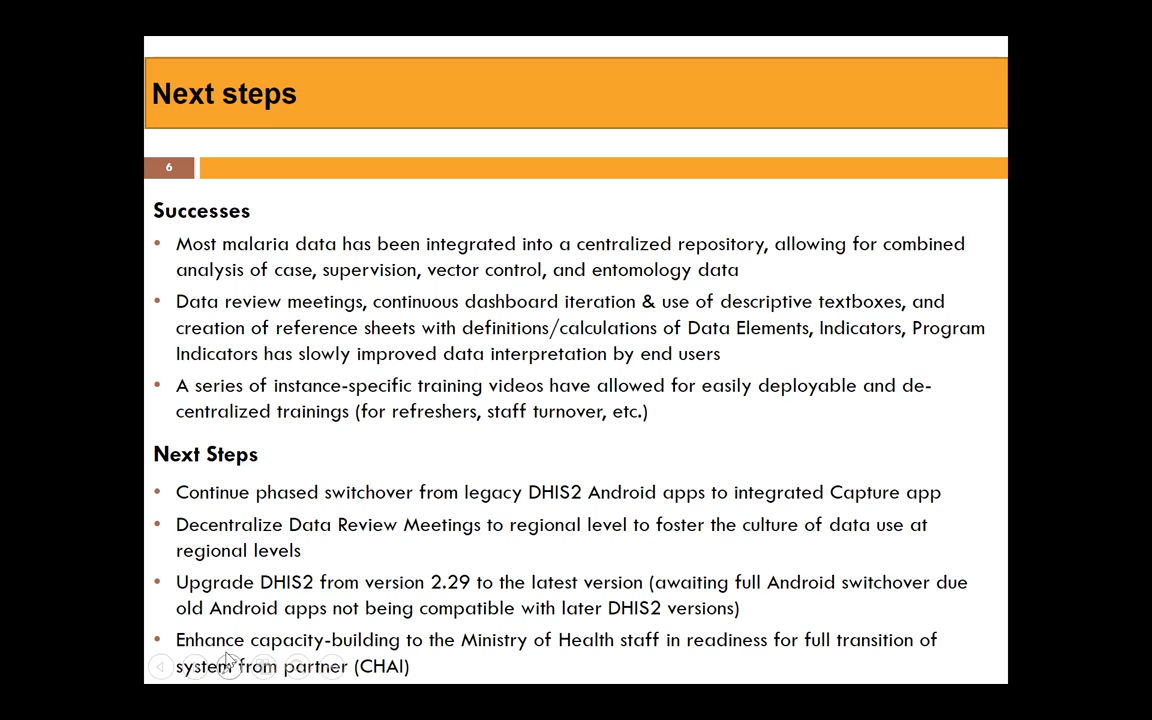 Next steps
6
Successes
• Most malaria data has been integrated into a centralized repository, allowing for combined
analysis of case, supervision, vector control, and entomology data
• Data review meetings, continuous dashboard iteration & use of descriptive textboxes, and
creation of reference sheets with definitions/calculations of Data Elements, Indicators, Program
Indicators has slowly improved data interpretation by end users
• A series of instance-specific training videos have allowed for easily deployable and de-
centralized trainings (for refreshers, staff turnover, etc.)
Next Steps
• Continue phased switchover from legacy DHIS2 Android apps to integrated Capture app
• Decentralize Data Review Meetings to regional level to foster the culture of data use at
regional levels
• Upgrade DHIS2 from version 2.29 to the latest version (awaiting full Android switchover due
old Android apps not being compatible with later DHIS2 versions)
• Enhance capacity-building to the Ministry of Health staff in readiness for full transition of
system from partner (CHAI)